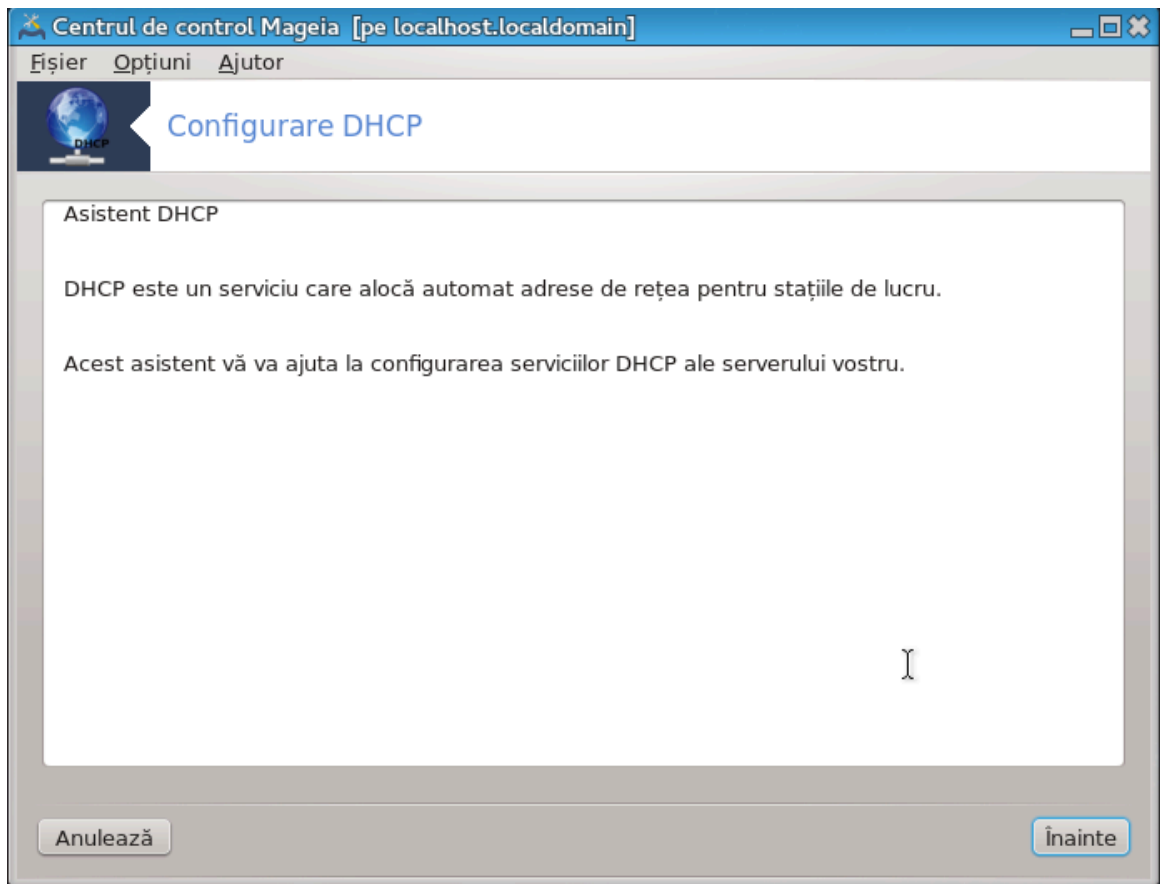 Centrul de control Mageia [pe localhost.localdomain]
Fișier Opțiuni Ajutor
DHCP
Configurare DHCP
Asistent DHCP
DHCP este un serviciu care alocă automat adrese de rețea pentru stațiile de lucru.
Acest asistent vă va ajuta la configurarea serviciilor DHCP ale serverului vostru.
Anulează Înainte